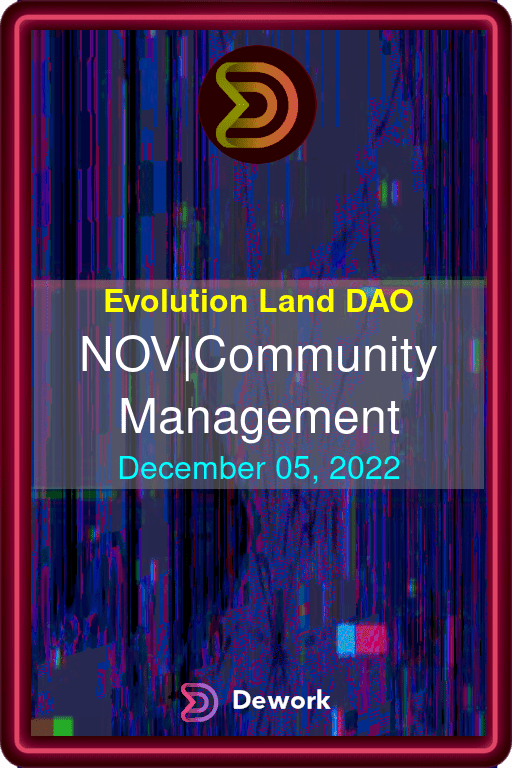 Evolution Land DAO
NOV|Community
Management
December 05, 2022
Dework